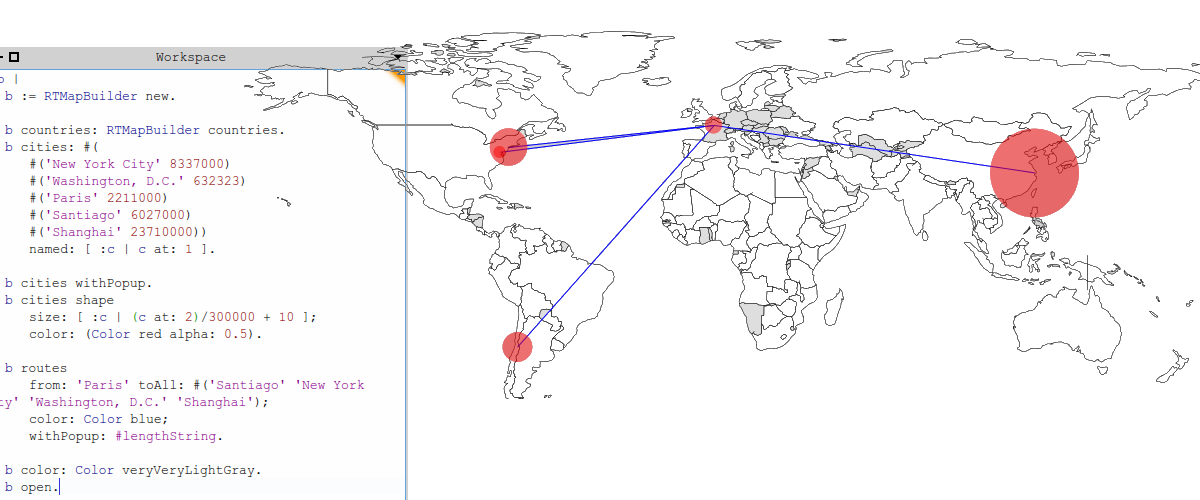 Workspace
|
b := RTMapBuilder new.
b countries: RTMapBuilder countries.
b cities: #(
#('New York City' 8337000)
#('Washington, D.C.' 632323)
#('Paris' 2211000)
#('Santiago' 6027000)
#('Shanghai' 23710000))
named: [ :c | c at: 1 ].
b cities withPopup.
b cities shape
size: [ :c | (c at: 2)/300000 + 10 ];
color: (Color red alpha: 0.5).
b routes
from: 'Paris' toAll: #('Santiago' 'New York
ty' 'Washington, D.C.' 'Shanghai');
color: Color blue;
withPopup: #lengthString.
b color: Color veryVeryLightGray.
b open.